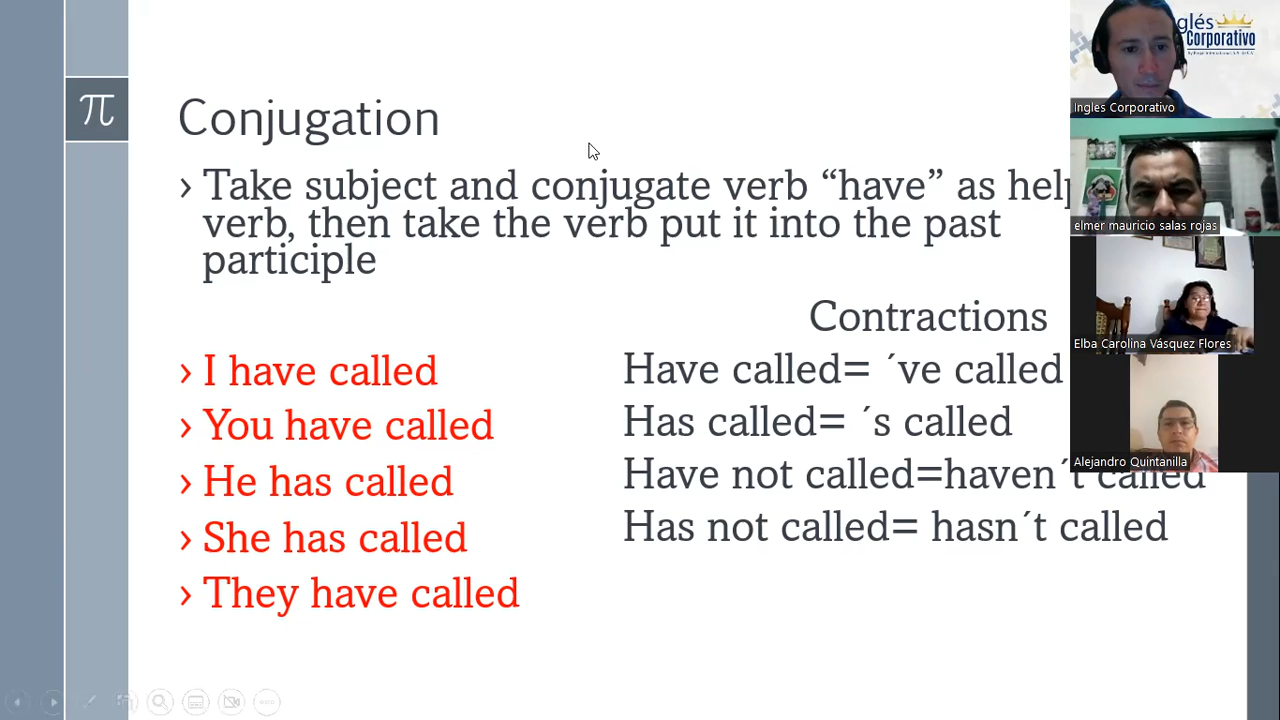 π
Conjugation
› Take subject and conjugate verb “have” as help
verb, then take the verb put it into the past
participle
Contractions
› I have called
› You have called
› He has called
› She has called
› They have called
Have called= ´ve called
Has called= ´s called
Have not called=haven´t called
Has not called= hasn´t called
glés
Corporativo
Ingles Corporativo
elmer mauricio salas rojas
Elba Carolina Vásquez Flores
Alejandro Quintanilla